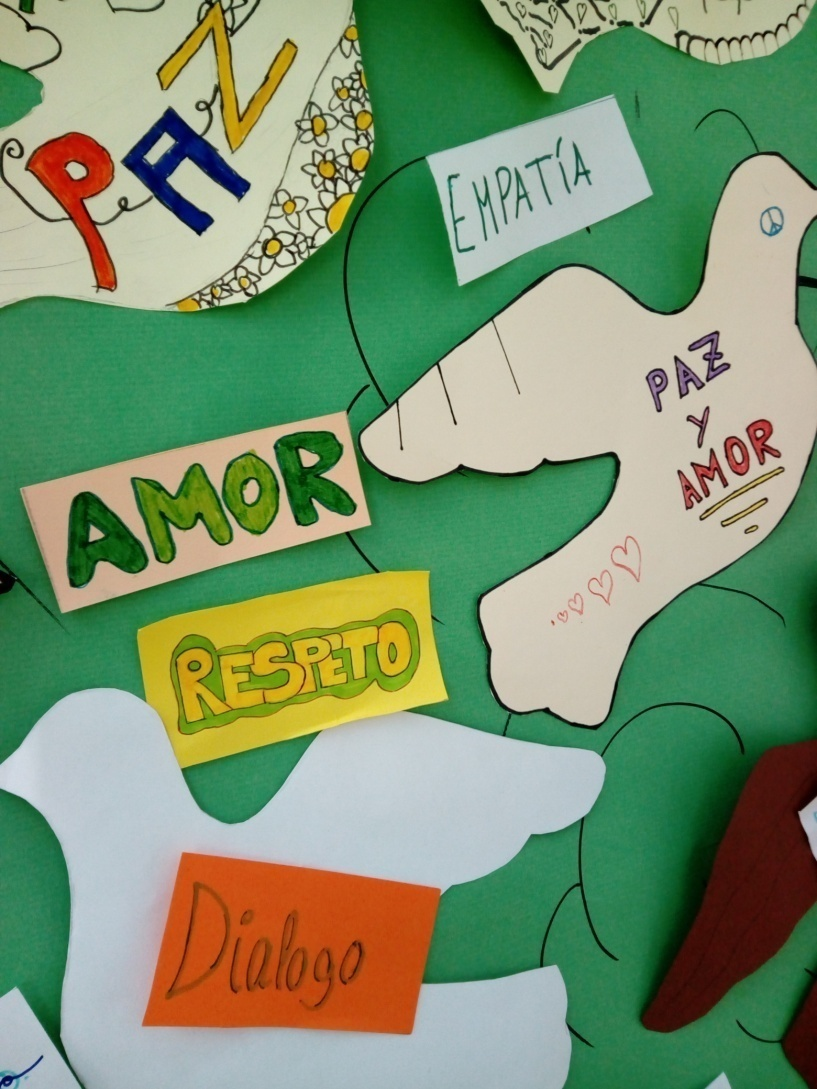 PAZ
EMPATÍA
PAZ
Y
AMOR
AMOR
RESPETO
Dialogo